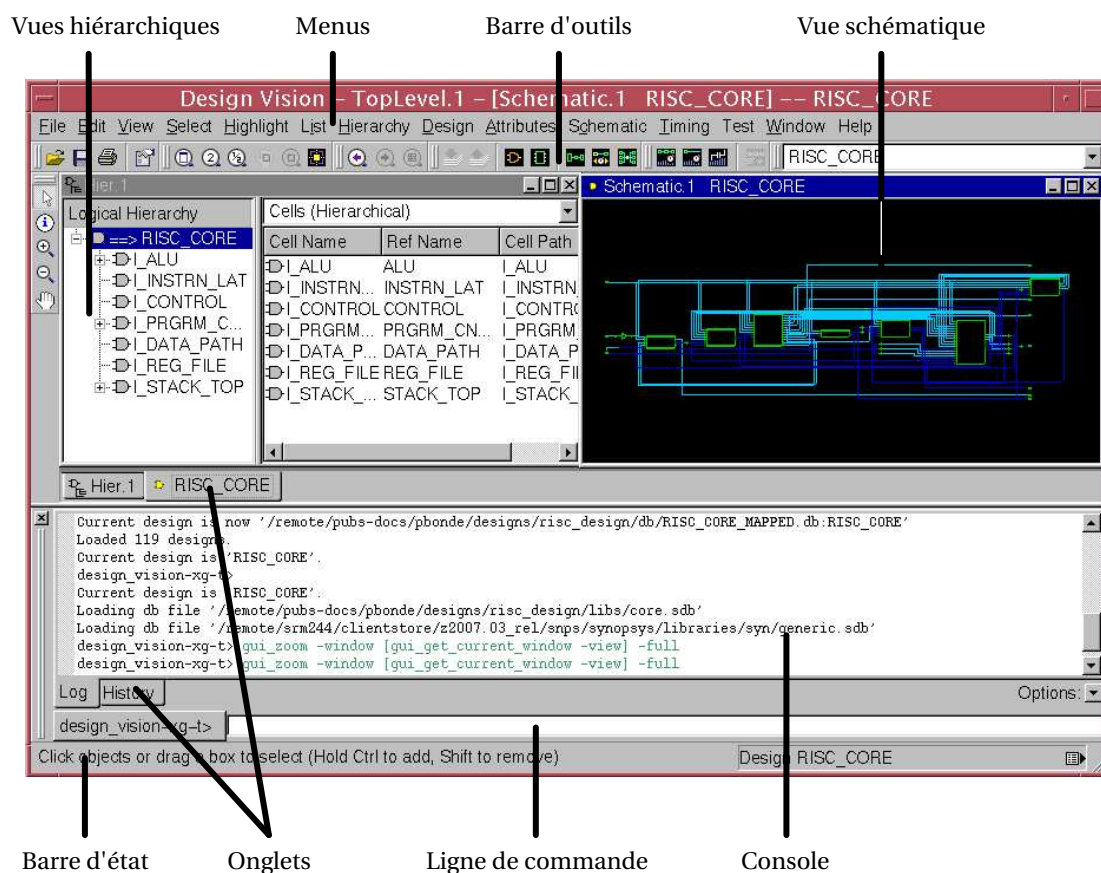 Vues hiérarchiques Menus Barre d'outils Vue schématique
Design Vision – TopLevel.1 – [Schematic.1 RISC_CORE] –– RISC_CORE
File Edit View Select Highlight List Hierarchy Design Attributes Schematic Timing Test Window Help
RISC_CORE
Hier.1
Schematic.1 RISC_CORE
Logical Hierarchy
==> RISC_CORE
I_ALU
I_INSTRN_LAT
I_CONTROL
I_PRGRM_C...
I_DATA_PATH
I_REG_FILE
I_STACK_TOP
Cells (Hierarchical)
Cell Name Ref Name Cell Path
I_ALU ALU I_ALU
I_INSTRN... INSTRN_LAT I_INSTRN
I_CONTROL CONTROL I_CONTR(
I_PRGRM... PRGRM_CN... I_PRGRM
I_DATA_P... DATA_PATH I_DATA_P
I_REG_FILE REG_FILE I_REG_FII
I_STACK_... STACK_TOP I_STACK_
Hier.1 RISC_CORE
Current design is now '/remote/pubs-docs/pbonde/designs/risc_design/db/RISC_CORE_MAPPED.db:RISC_CORE'
Loaded 119 designs.
Current design is 'RISC_CORE'.
design_vision-xg-t>
Current design is 'RISC_CORE'.
Loading db file '/remote/pubs-docs/pbonde/designs/risc_design/libs/core.sdb'
Loading db file '/remote/srm244/clientstore/z2007.03_rel/snps/synopsys/libraries/syn/generic.sdb'
design_vision-xg-t> gui_zoom -window [gui_get_current_window -view] -full
design_vision-xg-t> gui_zoom -window [gui_get_current_window -view] -full
Log History Options:
design_vision-xg-t>
Click objects or drag a box to select (Hold Ctrl to add, Shift to remove) Design RISC_CORE
Barre d'état Onglets Ligne de commande Console